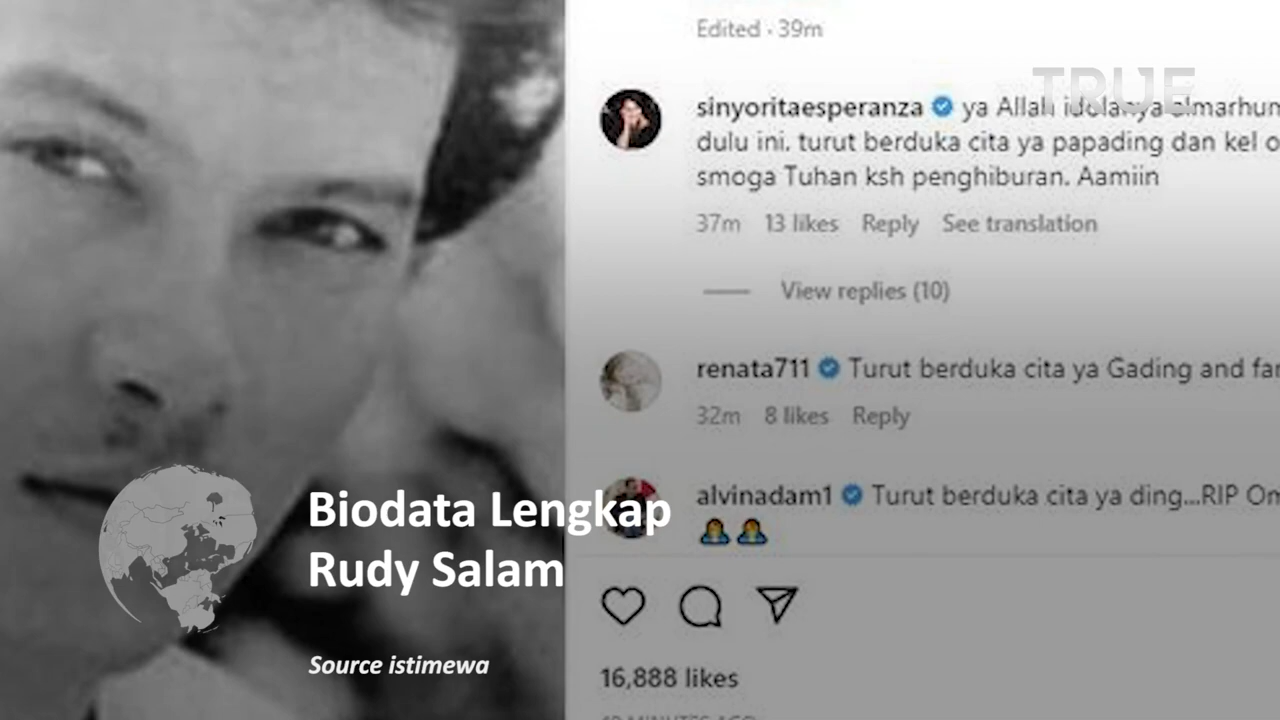 Edited · 39m
TRUE
sinyoritaesperanza ya Allah idolanya almarhum
dulu ini. turut berduka cita ya papading dan kel
smoga Tuhan ksh penghiburan. Aamiin
37m 13 likes Reply See translation
View replies (10)
renata711 Turut berduka cita ya Gading and
32m 8 likes Reply
alvinadam1 Turut berduka cita ya ding...RIP
Biodata Lengkap
Rudy Salam
Source istimewa
16,888 likes